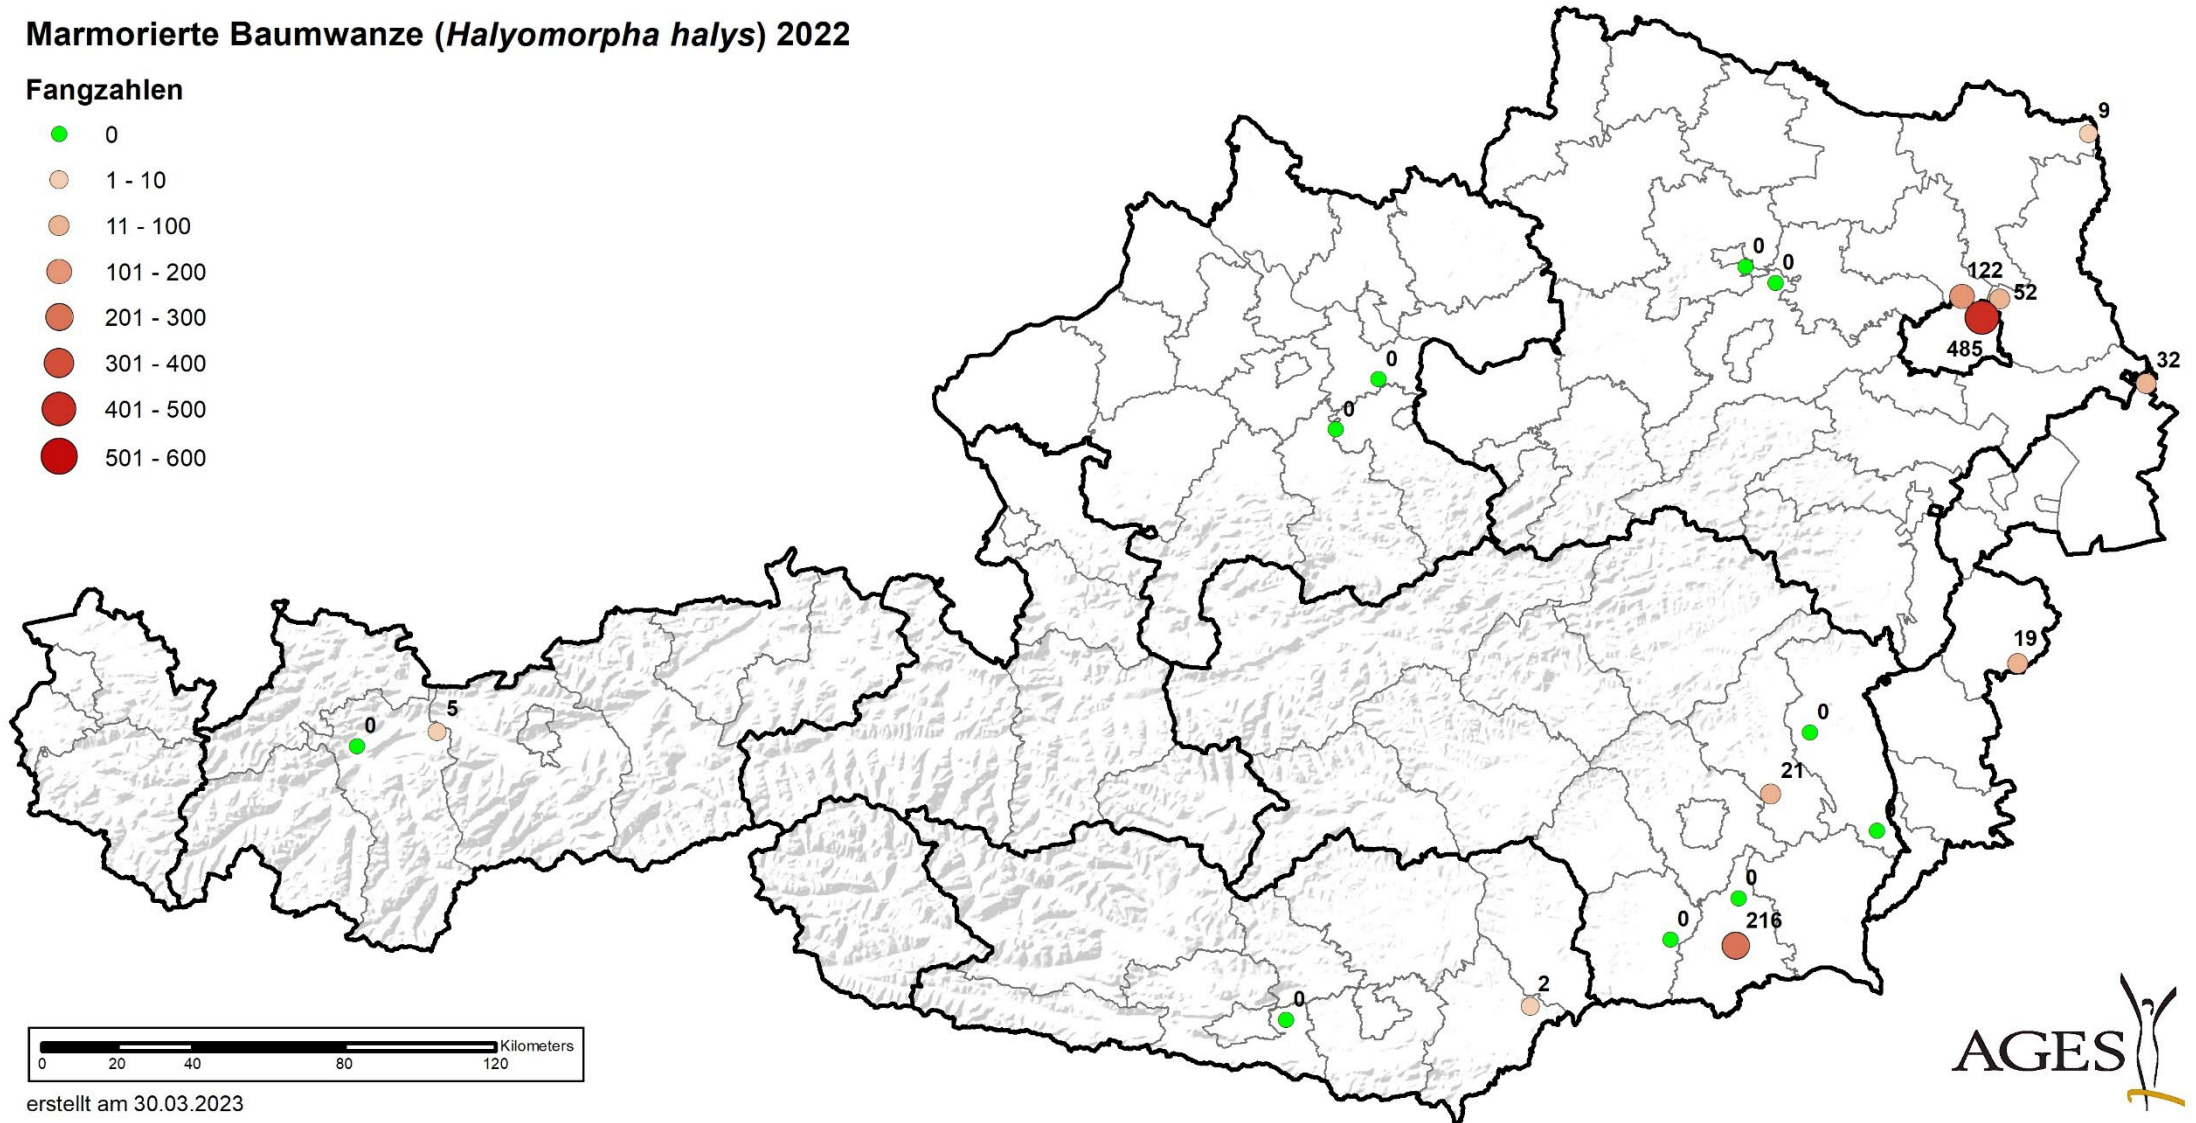 Marmorierte Baumwanze (Halyomorpha halys) 2022
Fangzahlen
0
1 - 10
11 - 100
101 - 200
201 - 300
301 - 400
401 - 500
501 - 600
9
0
0
122
52
485
32
0
0
19
5
0
0
21
0
216
0
2
0
Kilometers
0 20 40 80 120
erstellt am 30.03.2023
AGES